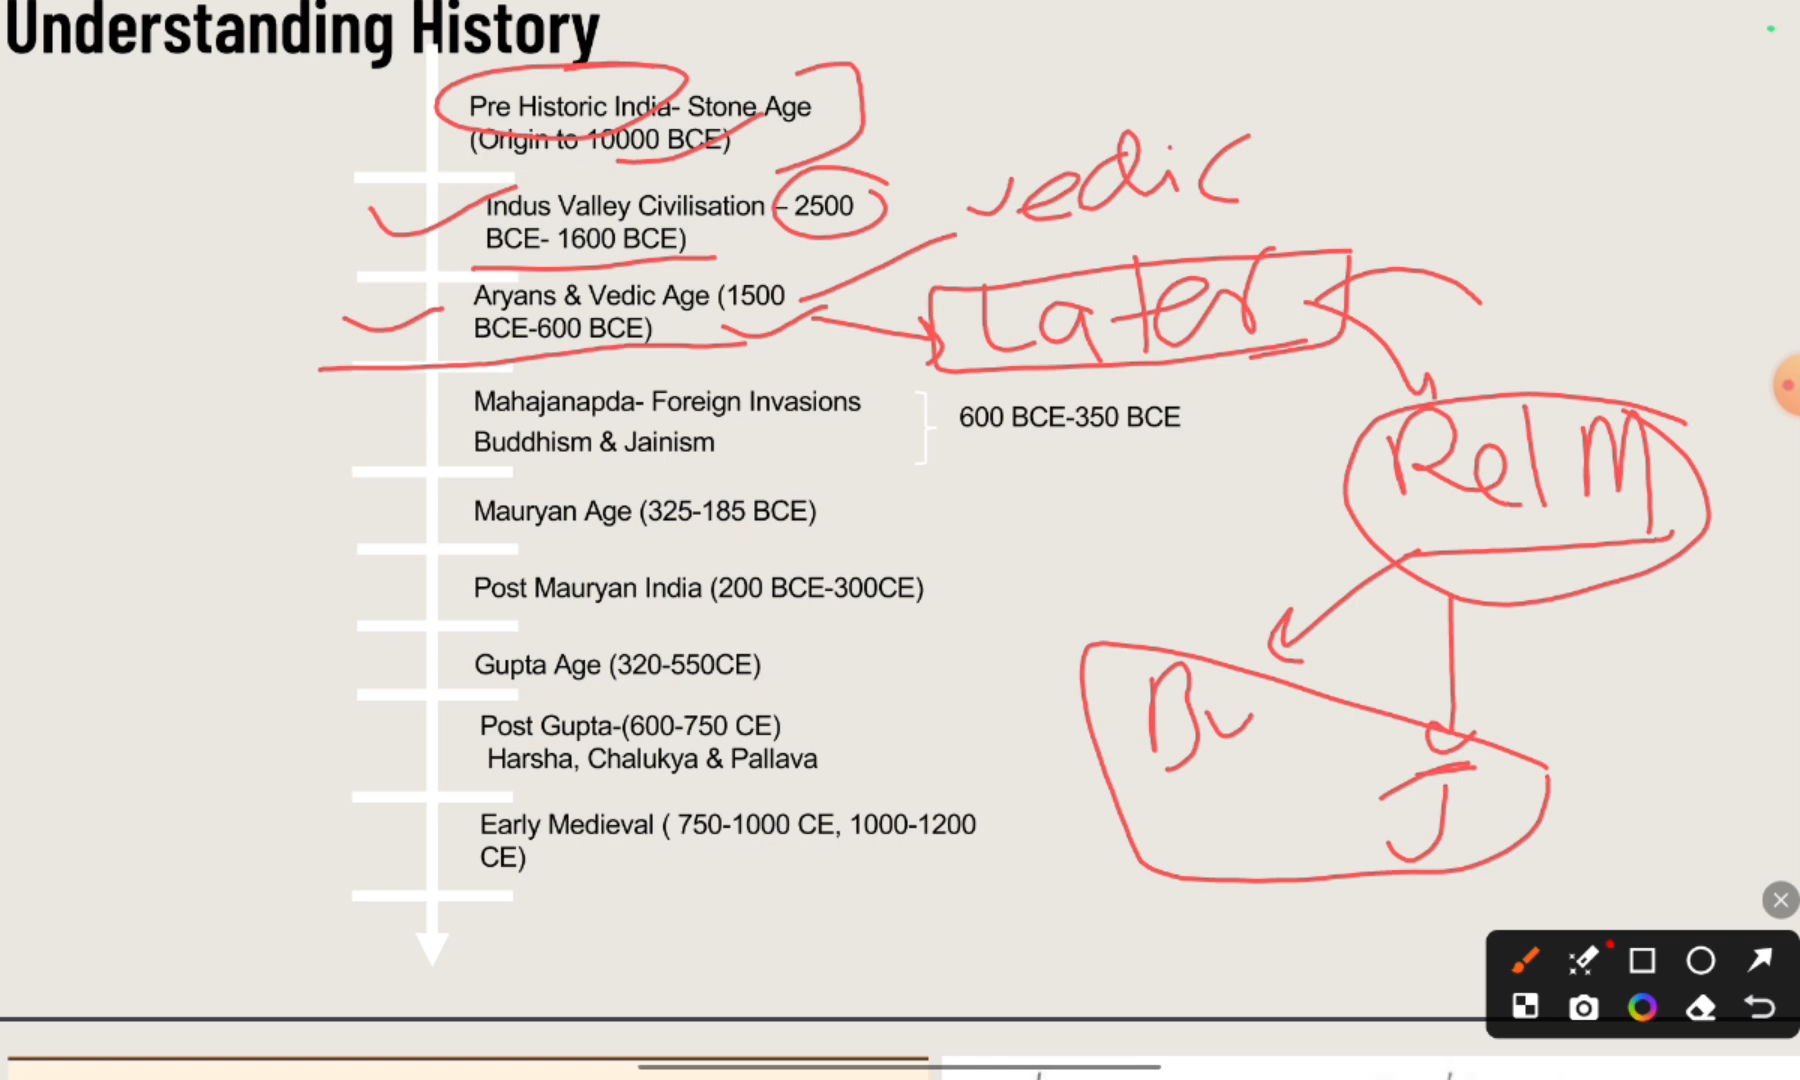 Understanding History
Pre Historic India- Stone Age
(Origin to 10000 BCE)
Indus Valley Civilisation – 2500
BCE- 1600 BCE)
Vedic
Aryans & Vedic Age (1500
BCE-600 BCE)
Later
Mahajanapda- Foreign Invasions
Buddhism & Jainism
600 BCE-350 BCE
Rel M
Mauryan Age (325-185 BCE)
Post Mauryan India (200 BCE-300CE)
Gupta Age (320-550CE)
Bu
Post Gupta-(600-750 CE)
Harsha, Chalukya & Pallava
J
Early Medieval ( 750-1000 CE, 1000-1200
CE)